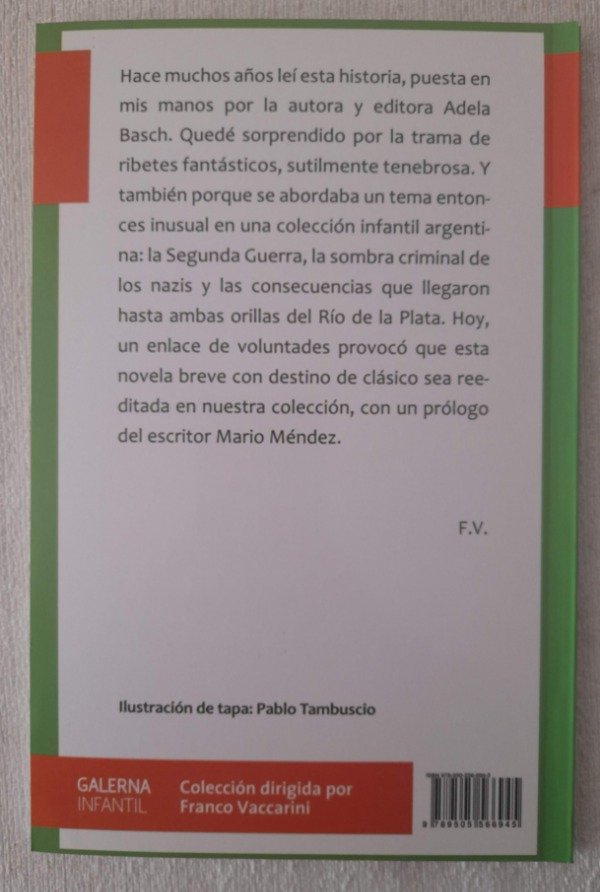 Hace muchos años leí esta historia, puesta en
mis manos por la autora y editora Adela
Basch. Quedé sorprendido por la trama de
ribetes fantásticos, sutilmente tenebrosa. Y
también porque se abordaba un tema enton-
ces inusual en una colección infantil argenti-
na: la Segunda Guerra, la sombra criminal de
los nazis y las consecuencias que llegaron
hasta ambas orillas del Río de la Plata. Hoy,
un enlace de voluntades provocó que esta
novela breve con destino de clásico sea ree-
ditada en nuestra colección, con un prólogo
del escritor Mario Méndez.
F.V.
Ilustración de tapa: Pablo Tambuscio
GALERNA
INFANTIL
Colección dirigida por
Franco Vaccarini
9 789505 566945